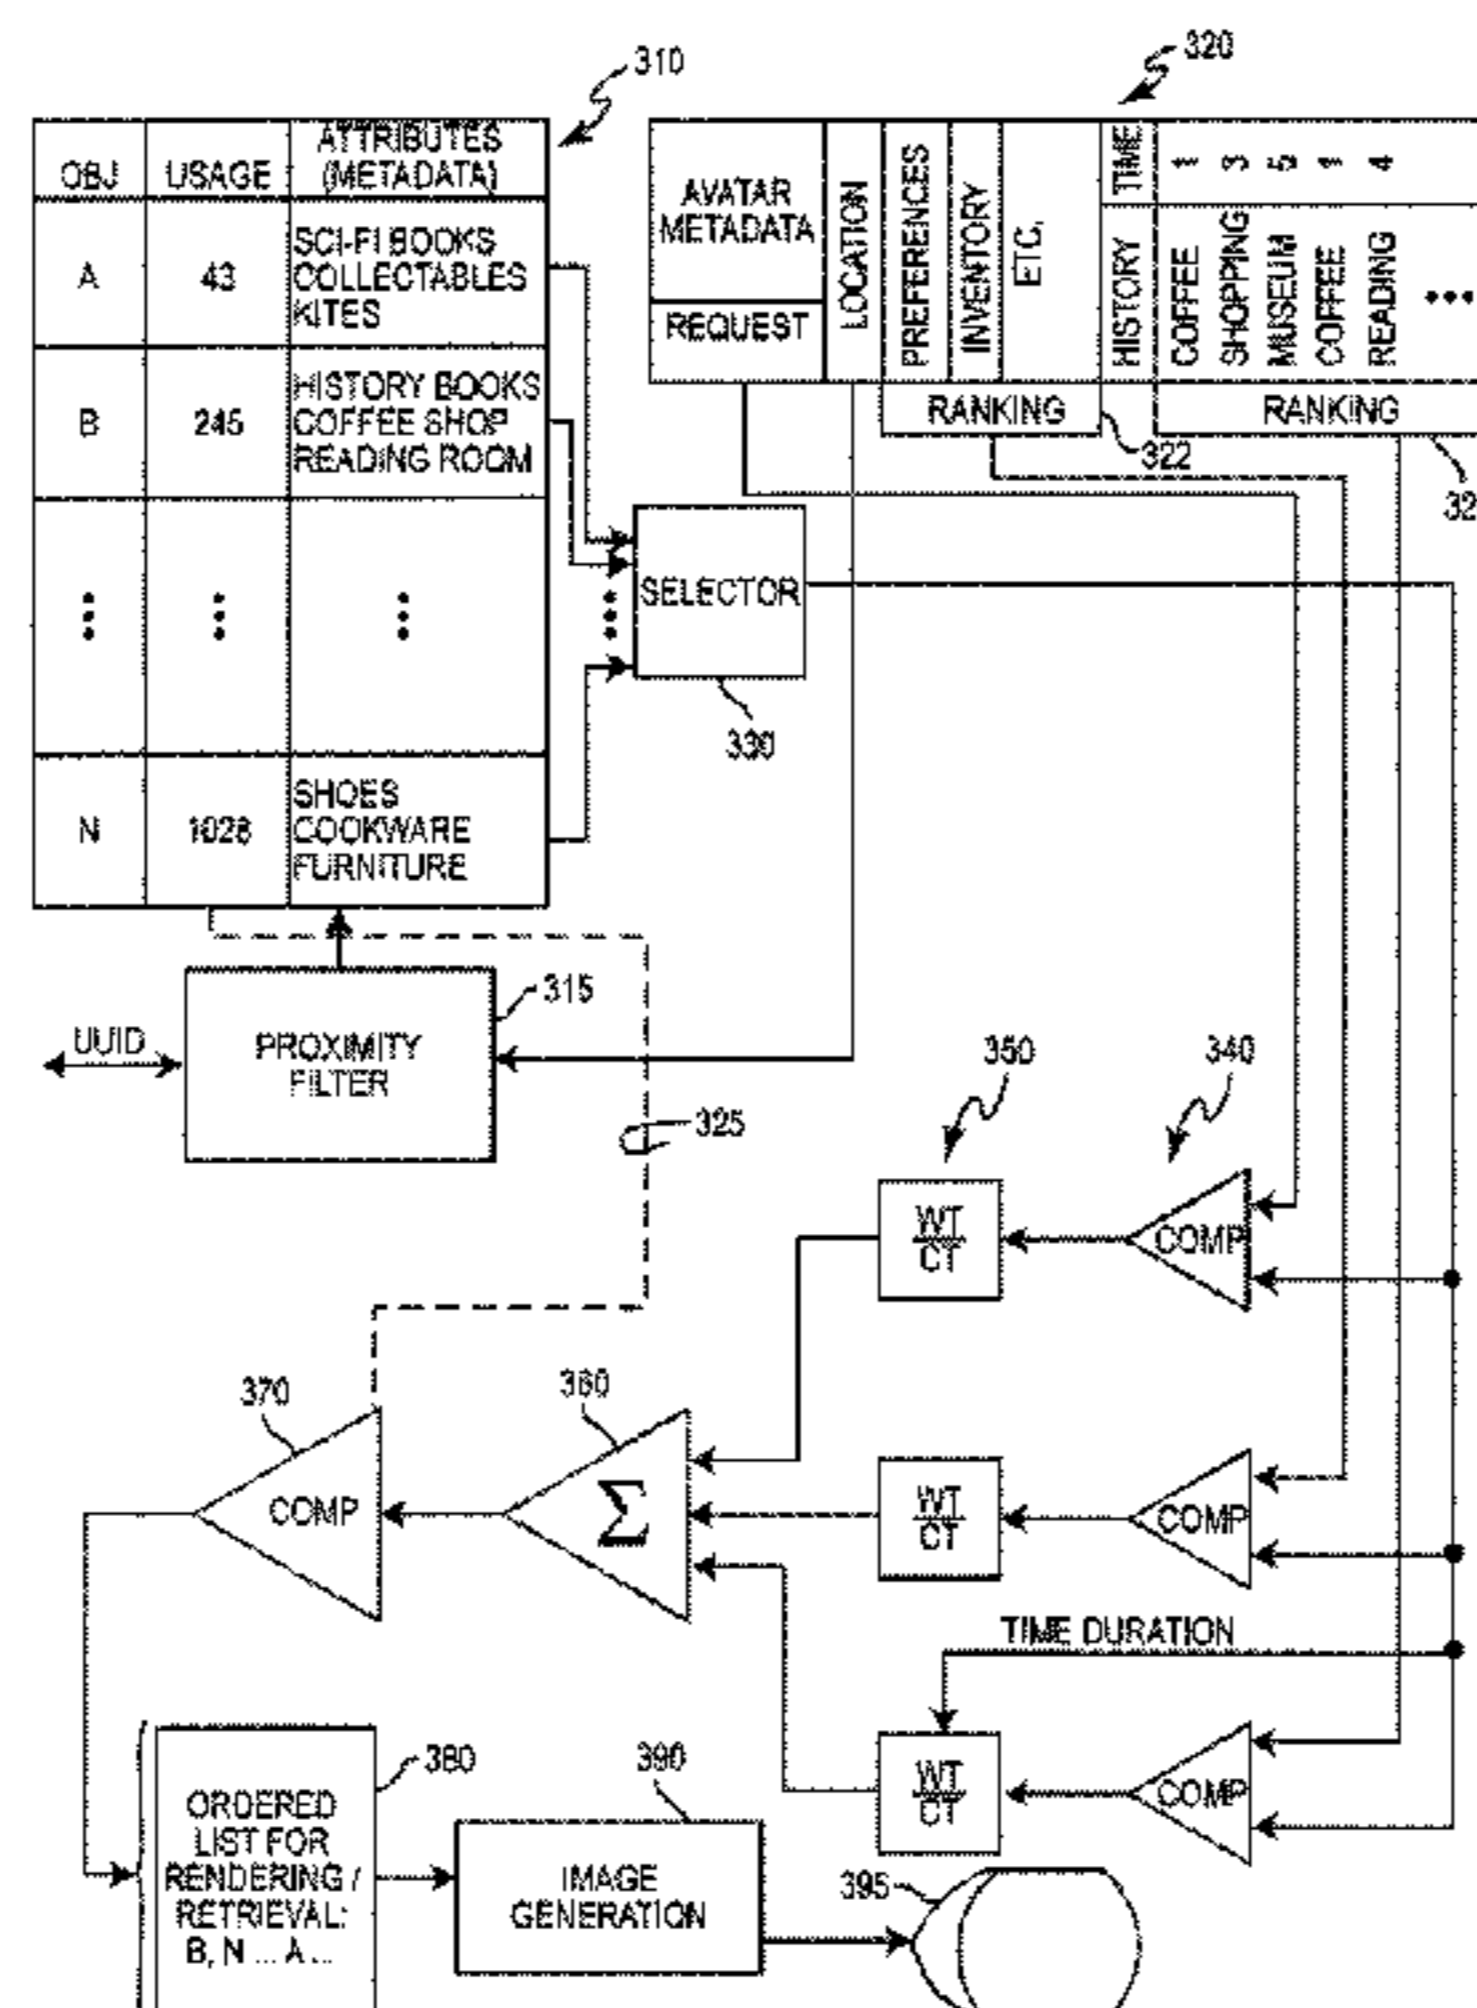 310
320
OBJ
USAGE
ATTRIBUTES
(METADATA)
A
43
SCI-FI BOOKS
COLLECTABLES
KITES
B
245
HISTORY BOOKS
COFFEE SHOP
READING ROOM
N
1028
SHOES
COOKWARE
FURNITURE
AVATAR
METADATA
REQUEST
LOCATION
PREFERENCES
INVENTORY
ETC.
HISTORY
TIME
COFFEE
1
SHOPPING
3
MUSEUM
5
COFFEE
1
READING
4
RANKING
RANKING
322
32
SELECTOR
330
UUID
PROXIMITY
FILTER
315
325
350
340
WT
CT
COMP
370
360
COMP
Σ
WT
CT
COMP
TIME DURATION
WT
CT
COMP
ORDERED
LIST FOR
RENDERING /
RETRIEVAL:
B, N ... A ...
380
390
IMAGE
GENERATION
395